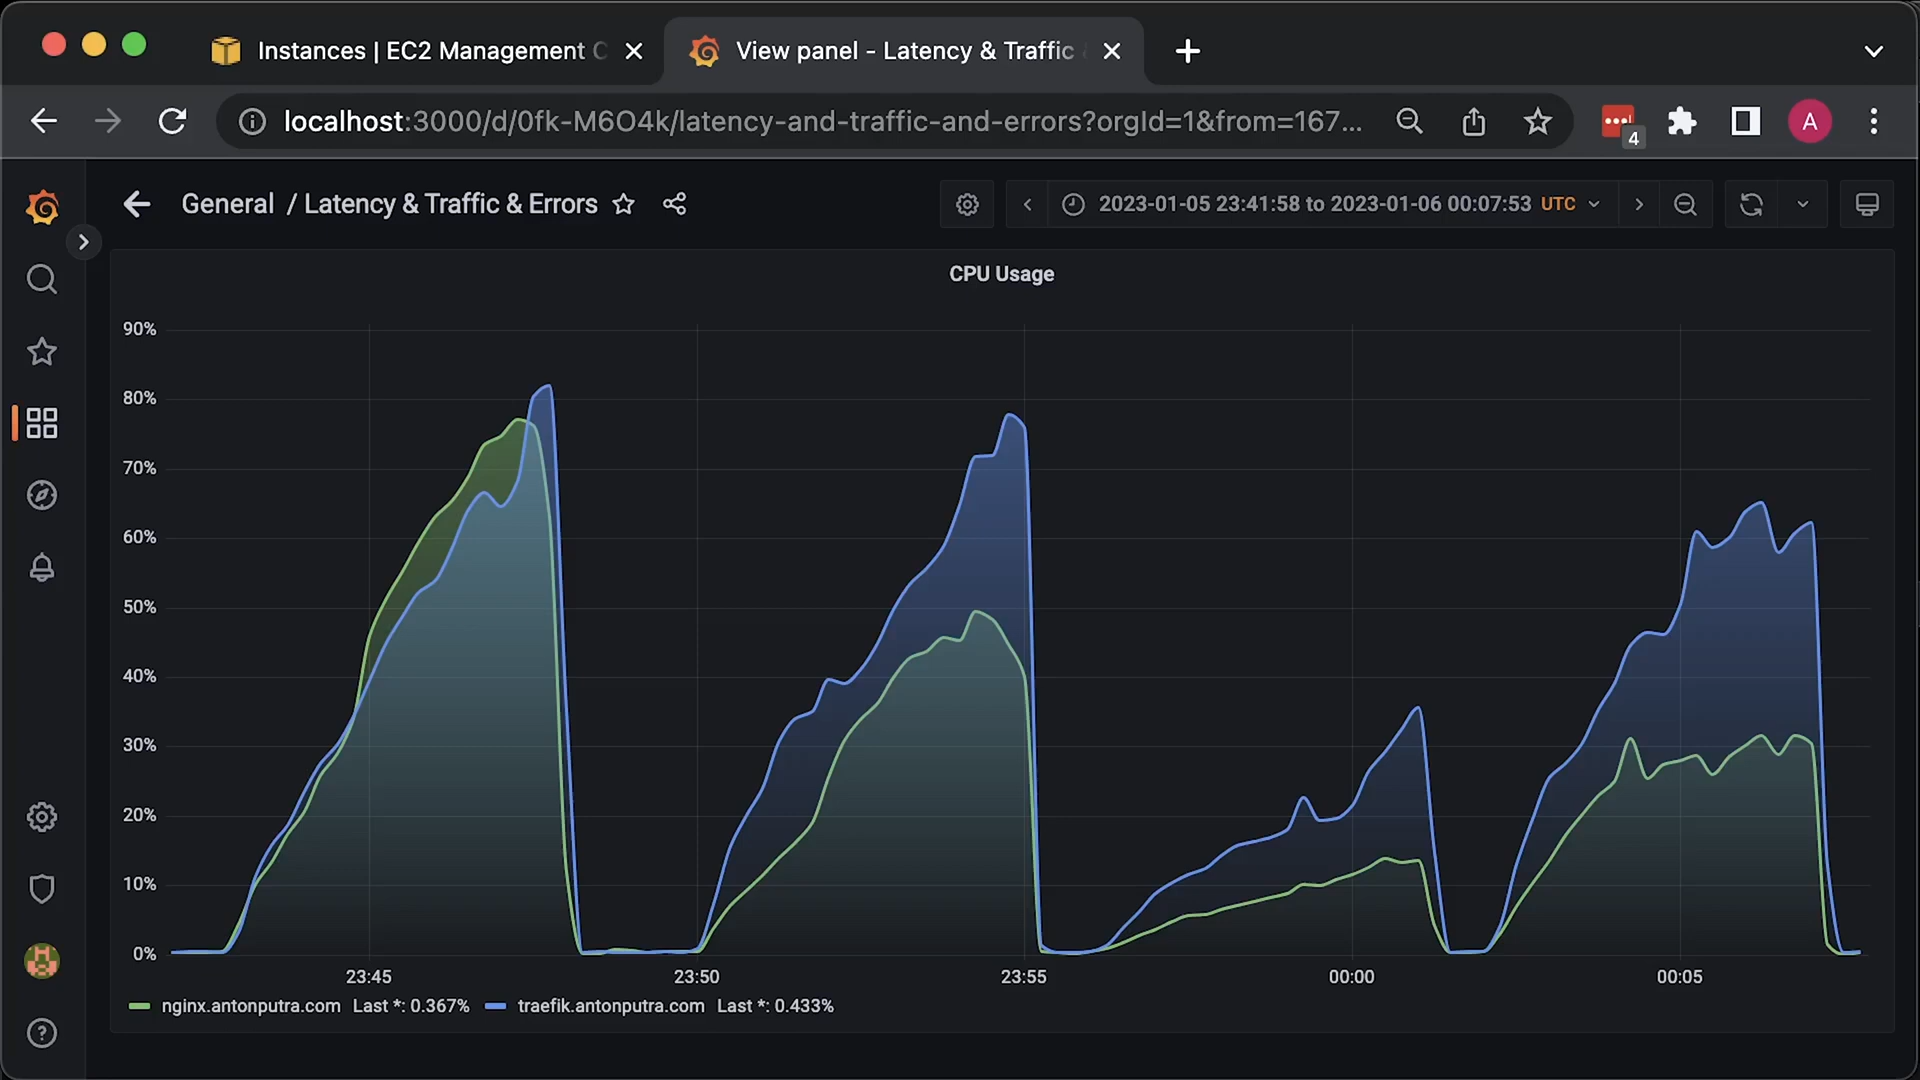 Instances | EC2 Management C
View panel - Latency & Traffic
localhost:3000/d/0fk-M6O4k/latency-and-traffic-and-errors?orgId=1&from=167...
4
A
General / Latency & Traffic & Errors
2023-01-05 23:41:58 to 2023-01-06 00:07:53 UTC
CPU Usage
90%
80%
70%
60%
50%
40%
30%
20%
10%
0%
23:45 23:50 23:55 00:00 00:05
nginx.antonputra.com Last *: 0.367% traefik.antonputra.com Last *: 0.433%